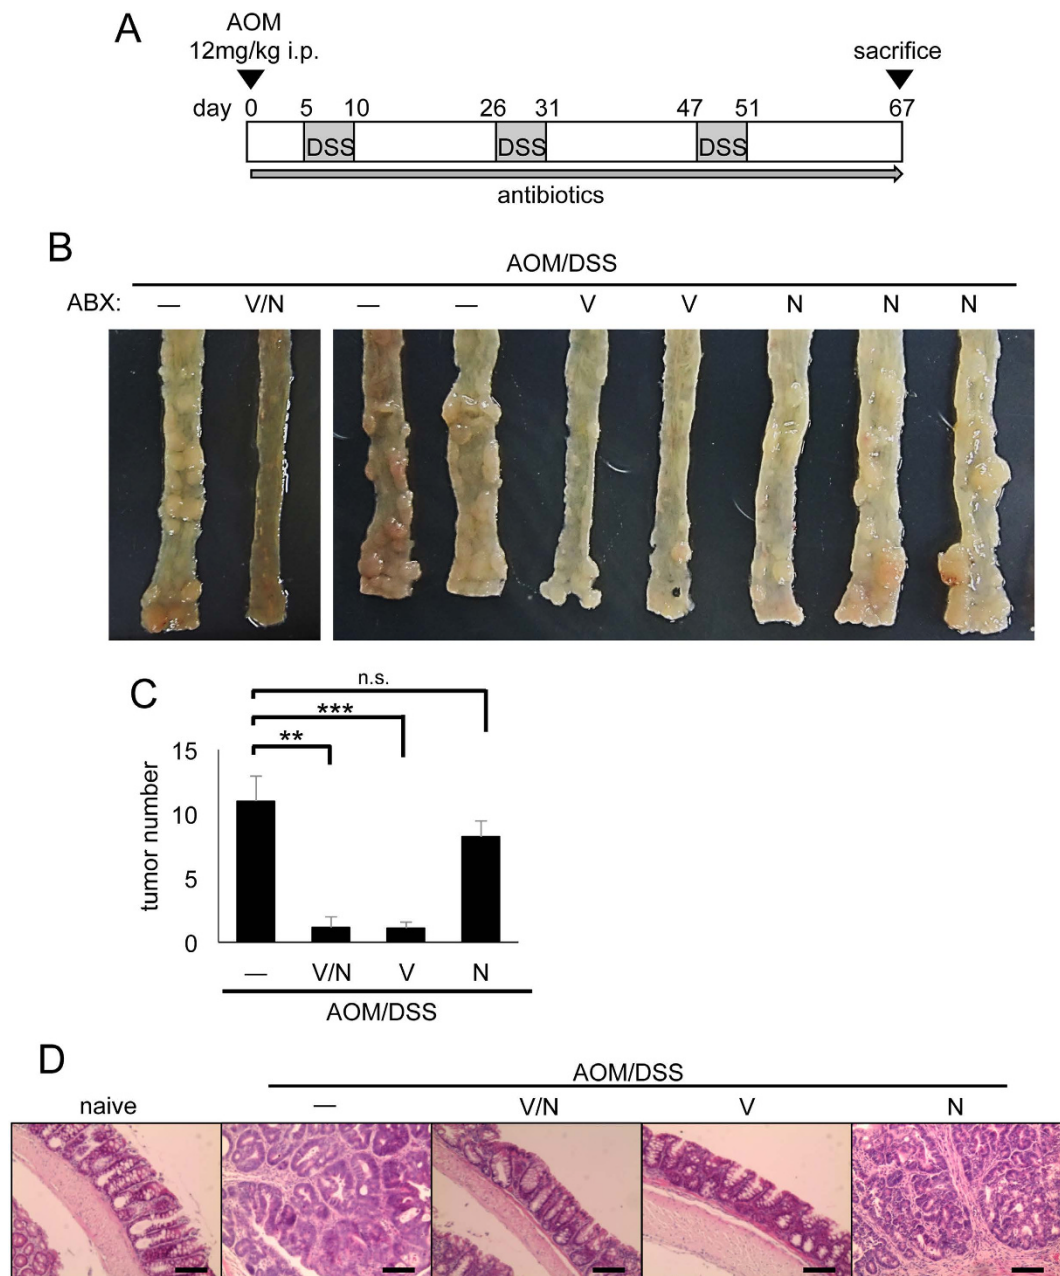 A
AOM
12mg/kg i.p.
sacrifice
day 0 5 10 26 31 47 51 67
DSS DSS DSS
antibiotics
B
AOM/DSS
ABX: — V/N — — V V N N N
C
n.s.
***
**
15
10
5
0
tumor number
— V/N V N
AOM/DSS
D
AOM/DSS
naive — V/N V N